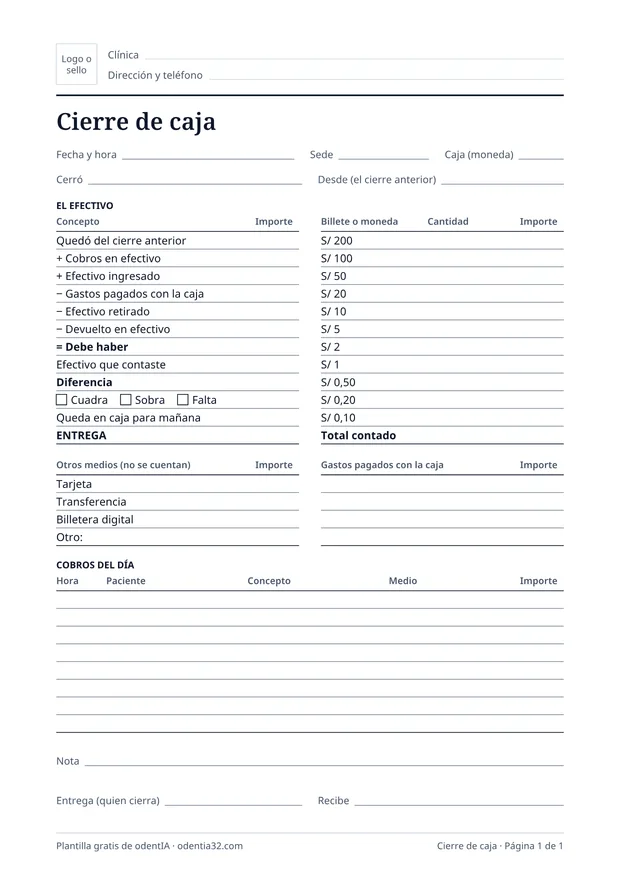 Logo o
sello
Clínica
Dirección y teléfono
Cierre de caja
Fecha y hora Sede Caja (moneda)
Cerró Desde (el cierre anterior)
EL EFECTIVO
Concepto Importe
Quedó del cierre anterior
+ Cobros en efectivo
+ Efectivo ingresado
− Gastos pagados con la caja
− Efectivo retirado
− Devuelto en efectivo
= Debe haber
Efectivo que contaste
Diferencia
Cuadra Sobra Falta
Queda en caja para mañana
ENTREGA
Billete o moneda Cantidad Importe
S/ 200
S/ 100
S/ 50
S/ 20
S/ 10
S/ 5
S/ 2
S/ 1
S/ 0,50
S/ 0,20
S/ 0,10
Total contado
Otros medios (no se cuentan) Importe
Tarjeta
Transferencia
Billetera digital
Otro:
Gastos pagados con la caja Importe
COBROS DEL DÍA
Hora Paciente Concepto Medio Importe
Nota
Entrega (quien cierra) Recibe
Plantilla gratis de odentIA · odentia32.com
Cierre de caja · Página 1 de 1